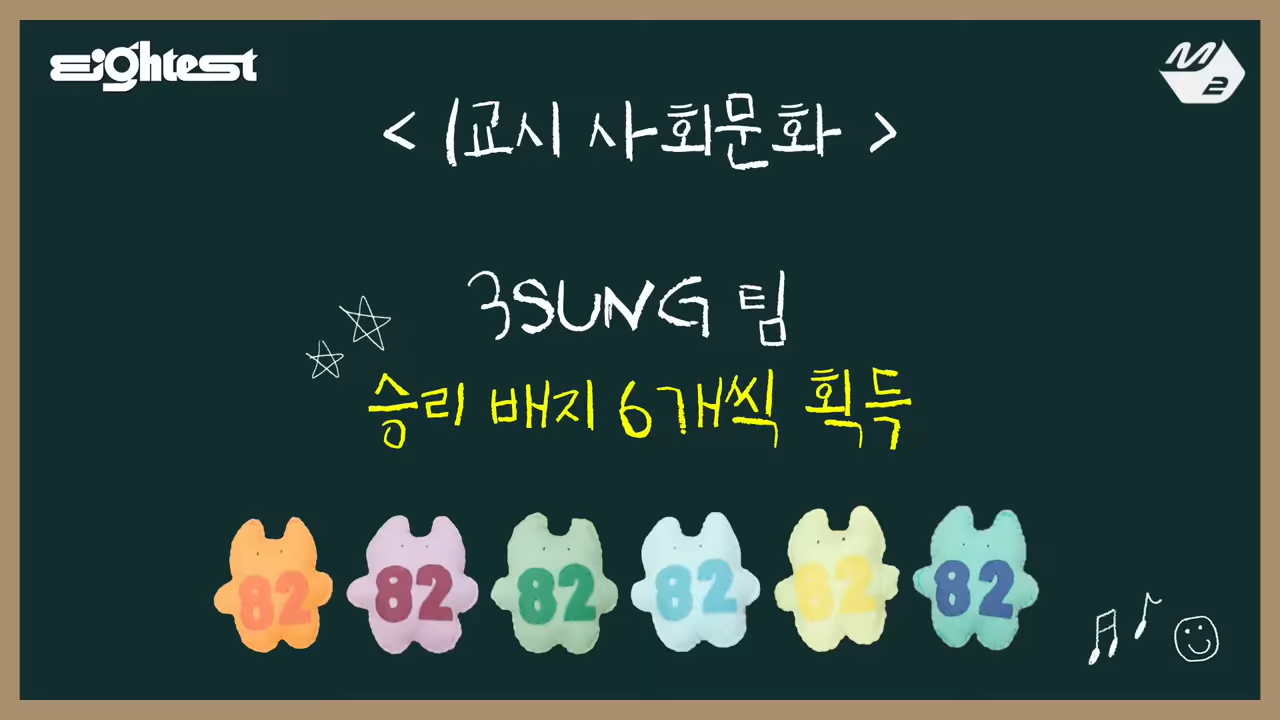 Eightest
M2
< 1교시 사회문화 >
3SUNG 팀
승리 배지 6개씩 획득
82 82 82 82 82 82